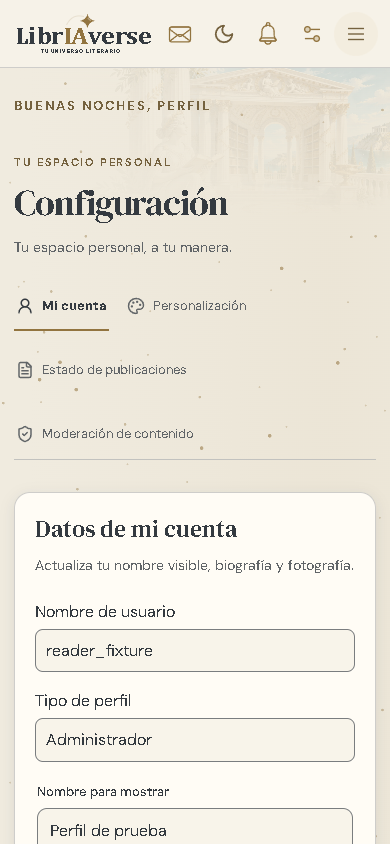 LibrIAverse
TU UNIVERSO LITERARIO
BUENAS NOCHES, PERFIL
TU ESPACIO PERSONAL
Configuración
Tu espacio personal, a tu manera.
Mi cuenta
Personalización
Estado de publicaciones
Moderación de contenido
Datos de mi cuenta
Actualiza tu nombre visible, biografía y fotografía.
Nombre de usuario
reader_fixture
Tipo de perfil
Administrador
Nombre para mostrar
Perfil de prueba